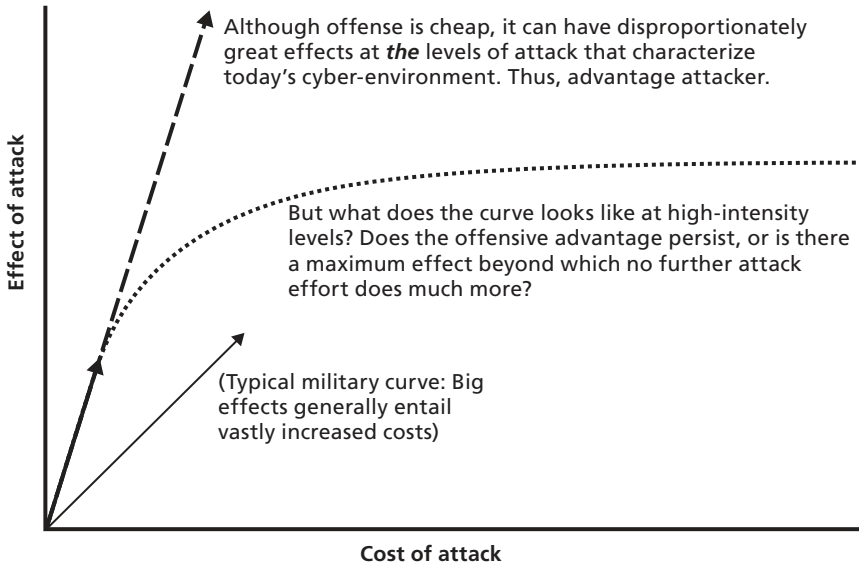 Although offense is cheap, it can have disproportionately
great effects at the levels of attack that characterize
today's cyber-environment. Thus, advantage attacker.
Effect of attack
But what does the curve looks like at high-intensity
levels? Does the offensive advantage persist, or is there
a maximum effect beyond which no further attack
effort does much more?
(Typical military curve: Big
effects generally entail
vastly increased costs)
Cost of attack